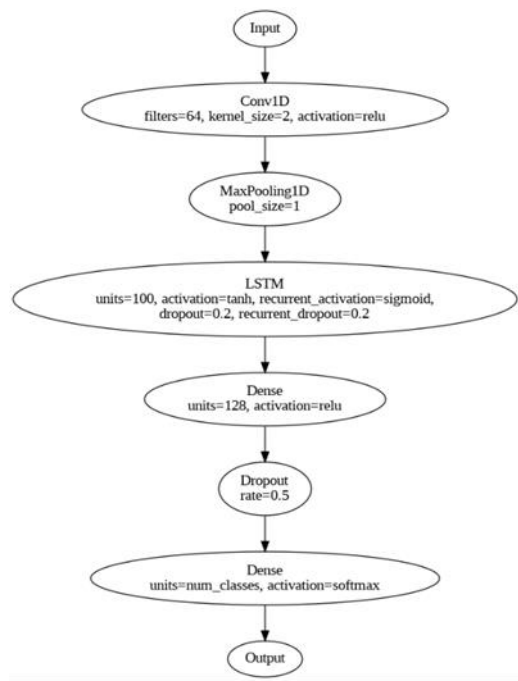 Input
Conv1D
filters=64, kernel_size=2, activation=relu
MaxPooling1D
pool_size=1
LSTM
units=100, activation=tanh, recurrent_activation=sigmoid,
dropout=0.2, recurrent_dropout=0.2
Dense
units=128, activation=relu
Dropout
rate=0.5
Dense
units=num_classes, activation=softmax
Output